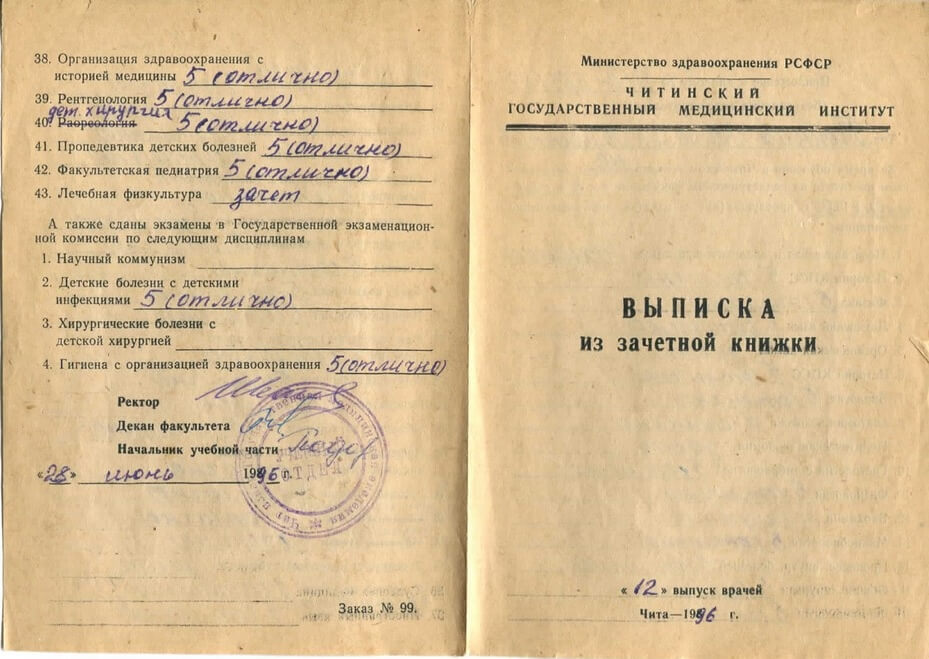 38. Организация здравоохранения с
историей медицины 5 (отлично)
39. Рентгенология 5 (отлично)
дет. хирургия
40. Раореология 5 (отлично)
41. Пропедевтика детских болезней 5 (отлично)
42. Факультетская педиатрия 5 (отлично)
43. Лечебная физкультура зачет
А также сданы экзамены в Государственной экзаменацион-
ной комиссии по следующим дисциплинам
1. Научный коммунизм
2. Детские болезни с детскими
инфекциями 5 (отлично)
3. Хирургические болезни с
детской хирургией
4. Гигиена с организацией здравоохранения 5 (отлично)
Ректор
Декан факультета
Начальник учебной части
«28» июнь 1996 г.
ОТДЕЛ
Заказ № 99.
Министерство здравоохранения РСФСР
ЧИТИНСКИЙ
ГОСУДАРСТВЕННЫЙ МЕДИЦИНСКИЙ ИНСТИТУТ
ВЫПИСКА
из зачетной книжки
«12» выпуск врачей
Чита—1996 г.